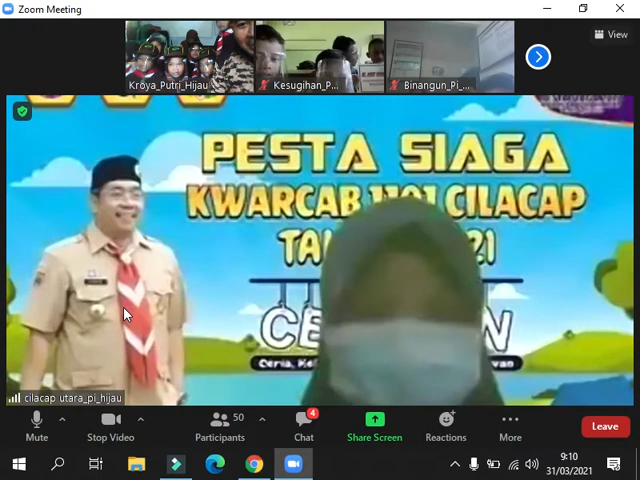 Zoom Meeting
View
Kroya_Putri_Hijau
Kesugihan_P...
Binangun_Pi_...
PESTA SIAGA
KWARCAB 1101 CILACAP
cilacap utara_pi_hijau
Mute
Stop Video
Participants
50
Chat
4
Share Screen
Reactions
More
Leave
9:10
31/03/2021